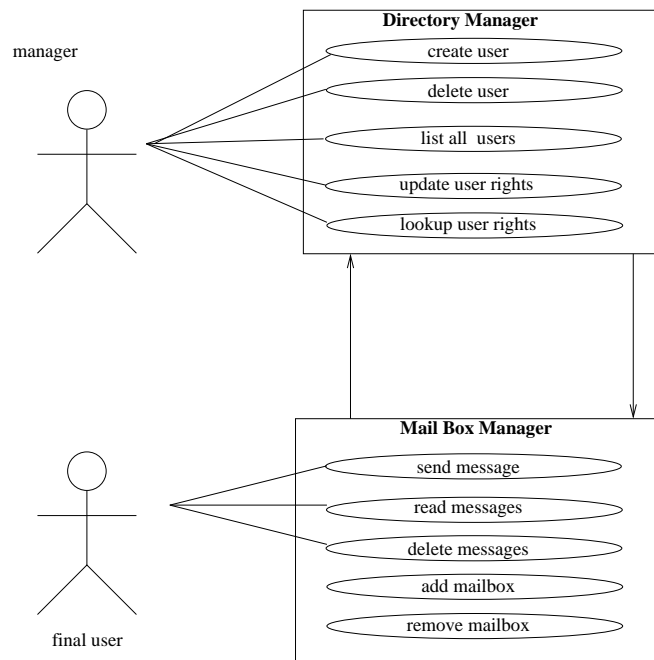 Directory Manager
manager
create user
delete user
list all users
update user rights
lookup user rights
Mail Box Manager
send message
read messages
delete messages
add mailbox
remove mailbox
final user